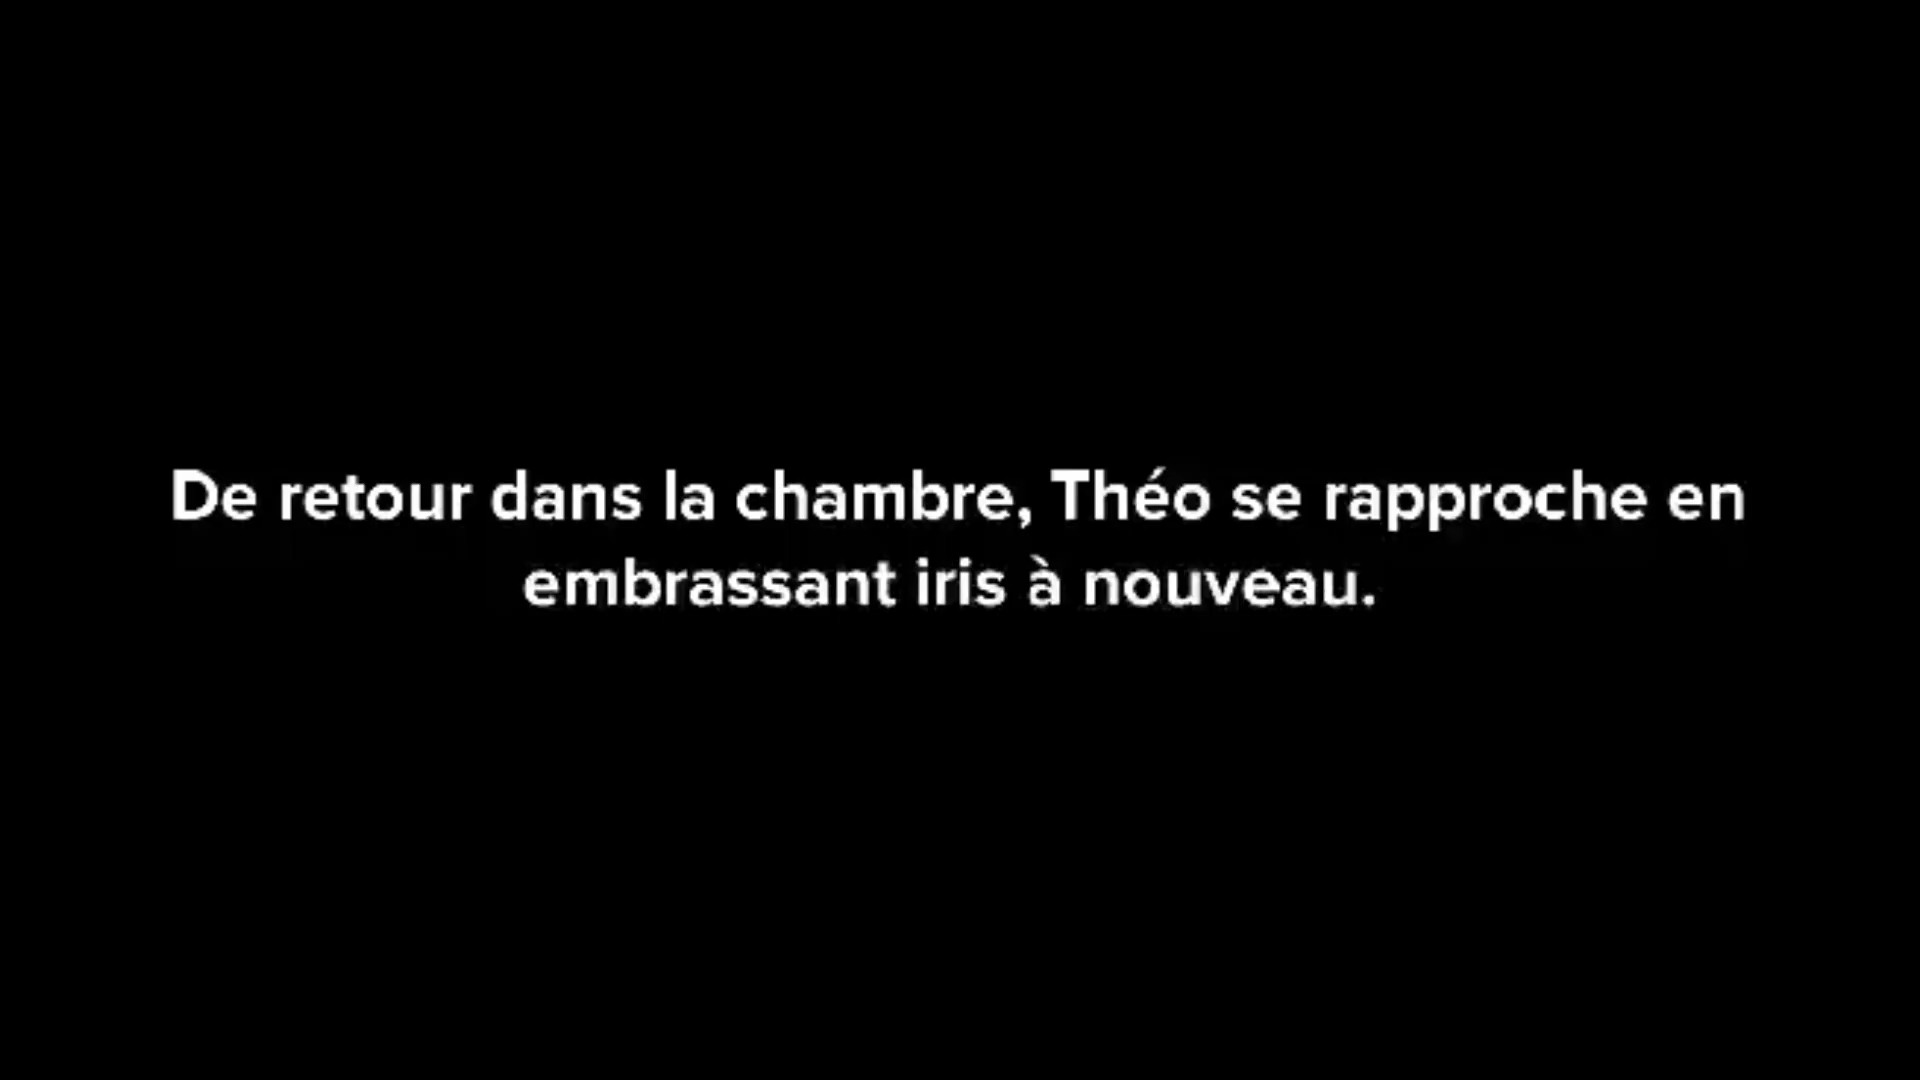 De retour dans la chambre, Théo se rapproche en
embrassant iris à nouveau.